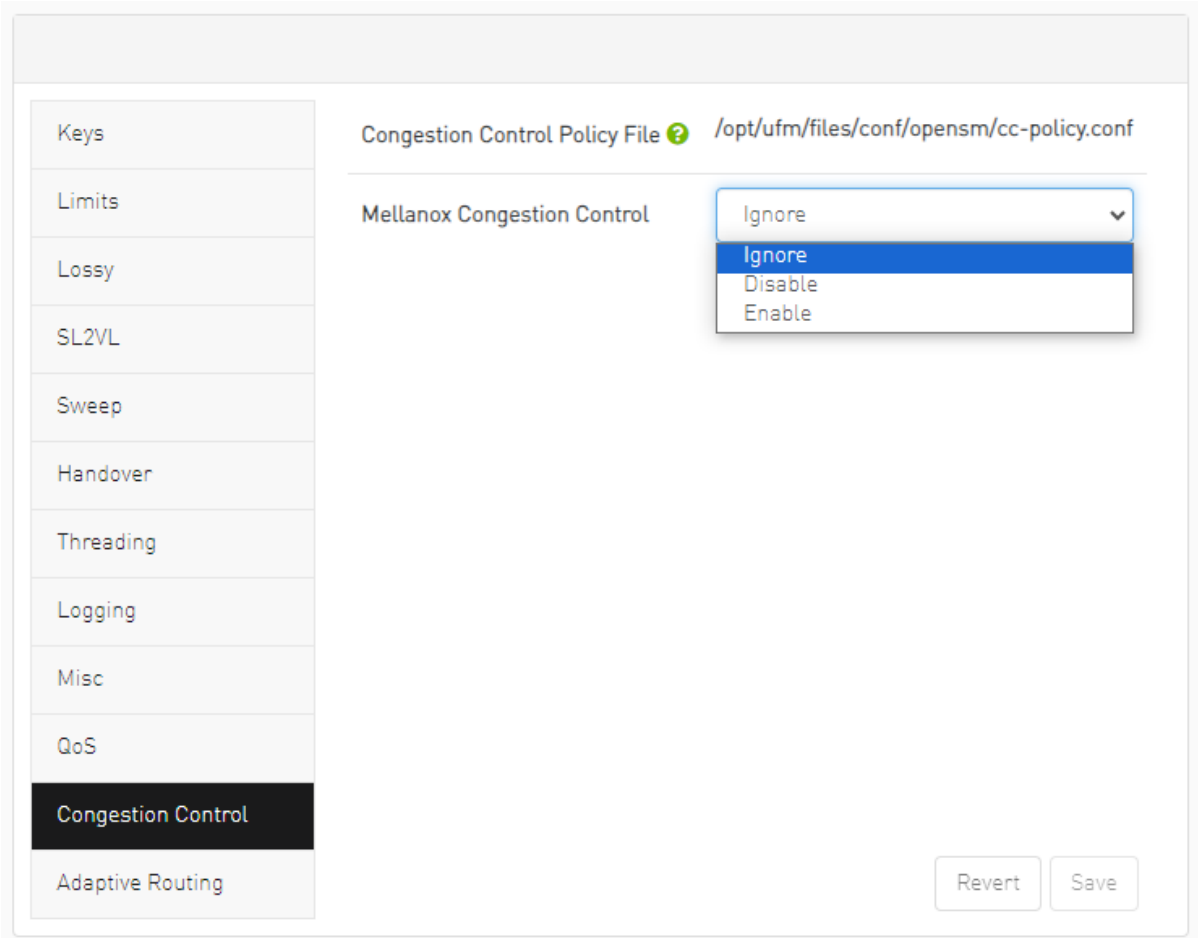 Keys
Limits
Lossy
SL2VL
Sweep
Handover
Threading
Logging
Misc
QoS
Congestion Control
Adaptive Routing
Congestion Control Policy File ? /opt/ufm/files/conf/opensm/cc-policy.conf
Mellanox Congestion Control Ignore
Ignore
Disable
Enable
Revert Save